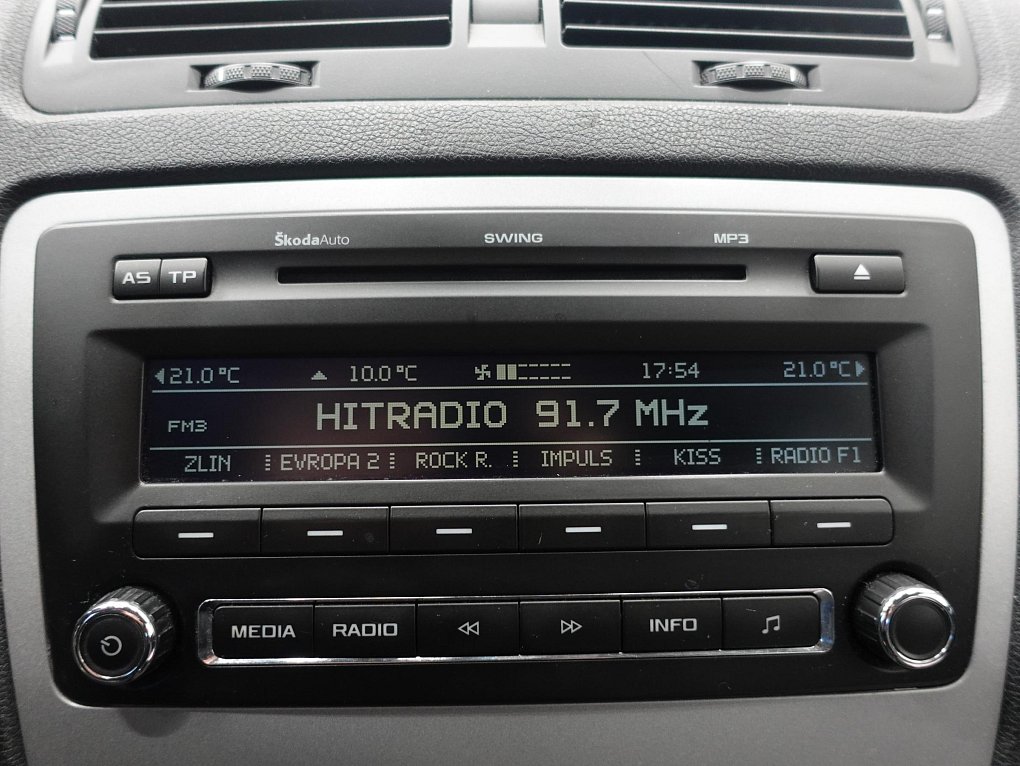 ŠkodaAuto SWING MP3
AS TP
21.0°C 10.0°C 17:54 21.0°C
FM3 HITRADIO 91.7 MHz
ZLIN EVROPA 2 ROCK R. IMPULS KISS RADIO F1
MEDIA RADIO INFO